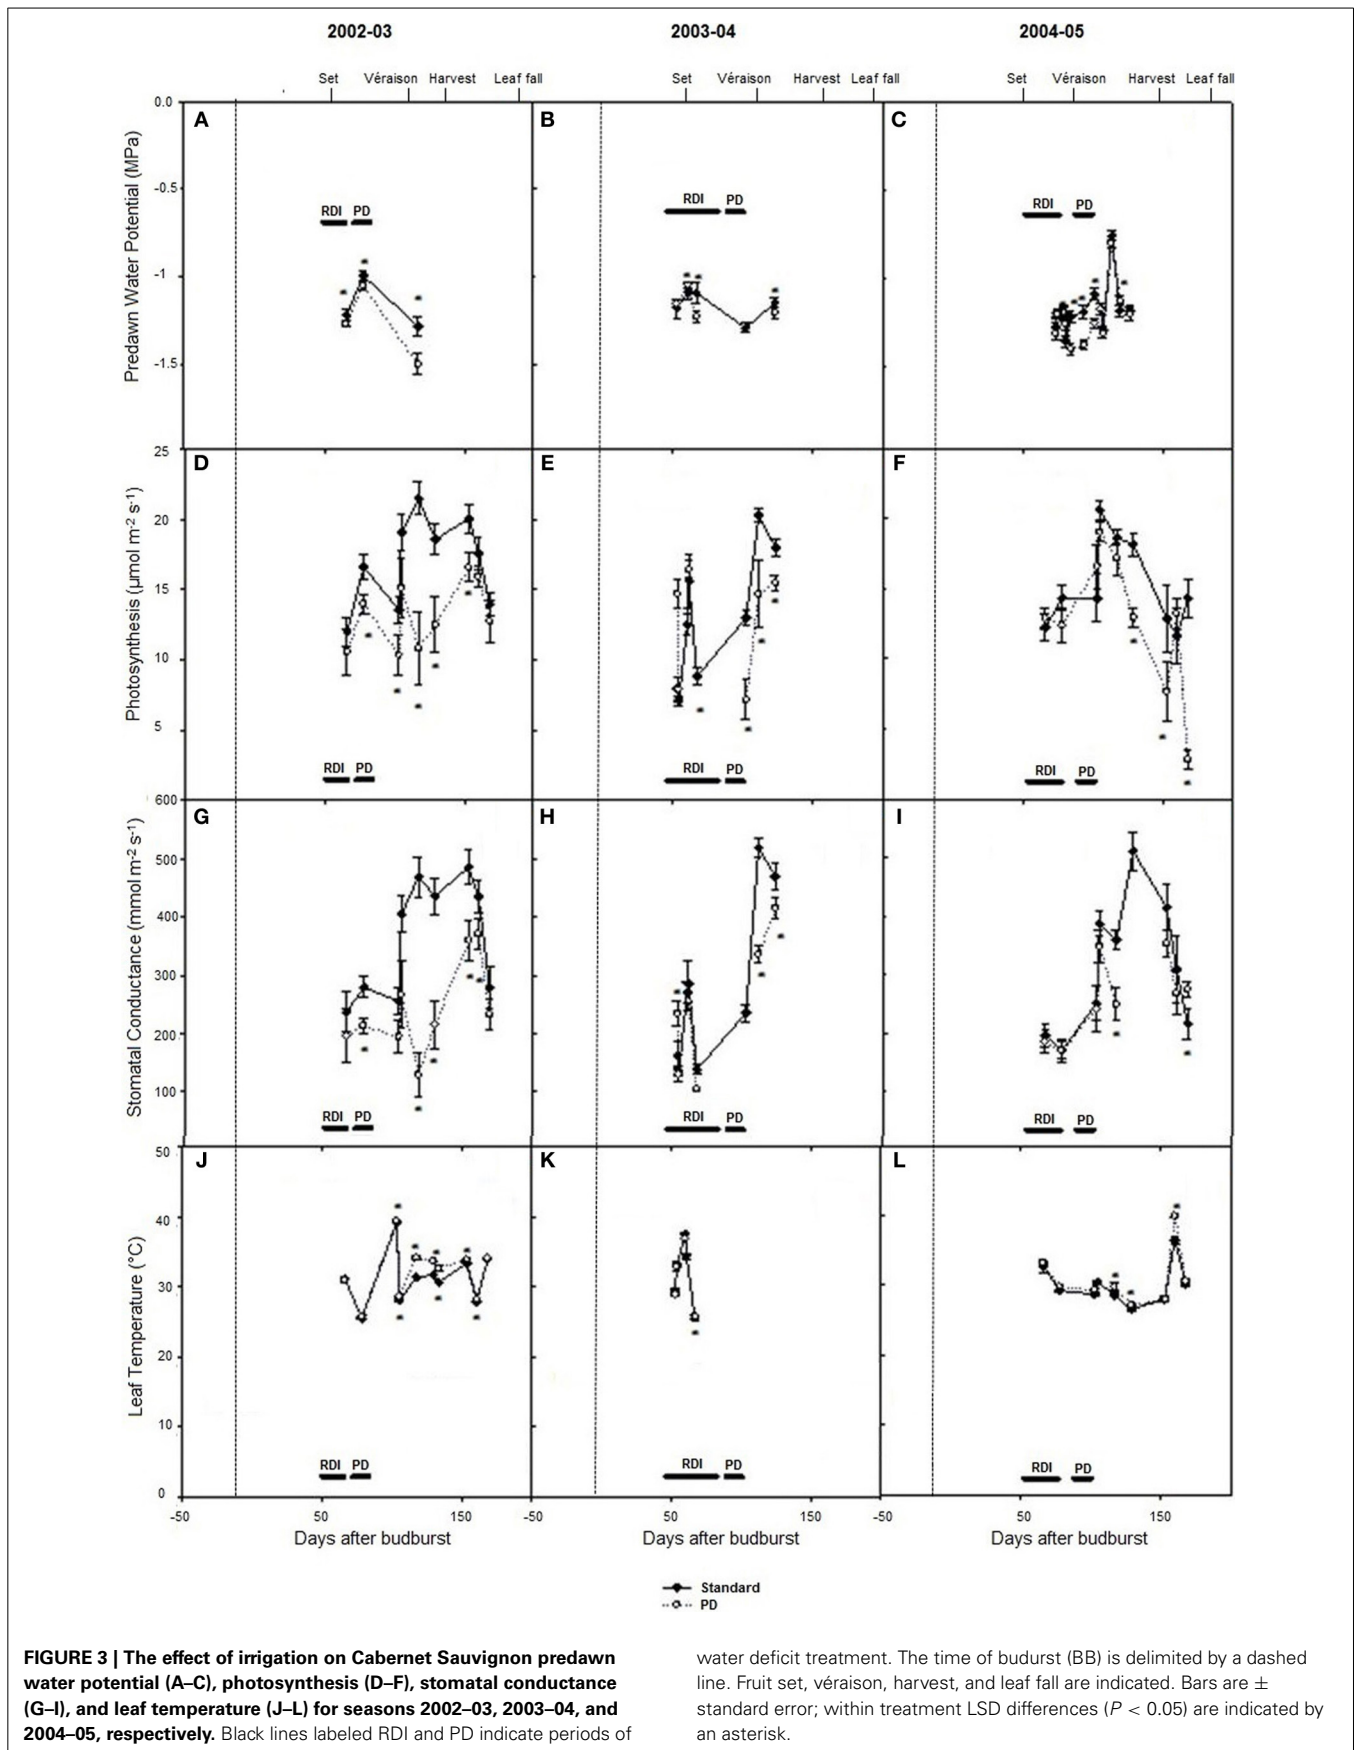 2002-03 2003-04 2004-05
Set Véraison Harvest Leaf fall Set Véraison Harvest Leaf fall Set Véraison Harvest Leaf fall
A B C
Predawn Water Potential (MPa)
0.0
-0.5
-1
-1.5
RDI PD
RDI PD
RDI PD
D E F
Photosynthesis (µmol m-2 s-1)
25
20
15
10
5
RDI PD
RDI PD
RDI PD
G H I
Stomatal Conductance (mmol m-2 s-1)
600
500
400
300
200
100
RDI PD
RDI PD
RDI PD
J K L
Leaf Temperature (°C)
50
40
30
20
10
0
RDI PD
RDI PD
RDI PD
-50 50 150 -50 50 150 -50 50 150
Days after budburst Days after budburst Days after budburst
Standard
PD
FIGURE 3 | The effect of irrigation on Cabernet Sauvignon predawn
water potential (A–C), photosynthesis (D–F), stomatal conductance
(G–I), and leaf temperature (J–L) for seasons 2002–03, 2003–04, and
2004–05, respectively. Black lines labeled RDI and PD indicate periods of
water deficit treatment. The time of budurst (BB) is delimited by a dashed
line. Fruit set, véraison, harvest, and leaf fall are indicated. Bars are ±
standard error; within treatment LSD differences (P < 0.05) are indicated by
an asterisk.